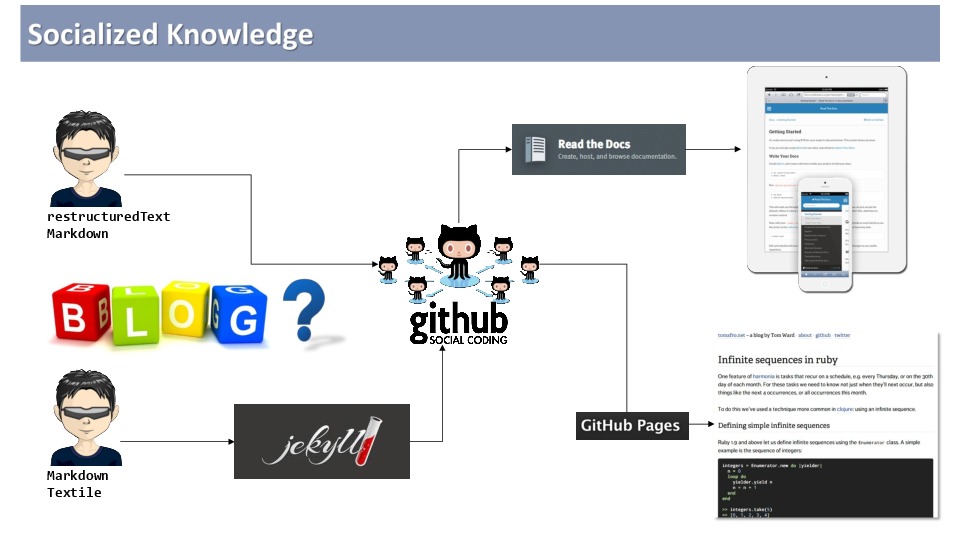 Socialized Knowledge
restructuredText
Markdown
BLOG?
Markdown
Textile
jekyll
github
SOCIAL CODING
Read the Docs
Create, host, and browse documentation.
GitHub Pages
Read The Docs
Getting Started
Write Your Docs
tomafro.net – a blog by Tom Ward · about · github · twitter
Infinite sequences in ruby
One feature of harmonia is tasks that recur on a schedule, e.g. every Thursday, or on the 30th
day of each month. For these tasks we need to know not just when they'll next occur, but also
things like the next 4 occurrences, or all occurrences this month.
To do this we've used a technique more common in clojure: using an infinite sequence.
Defining simple infinite sequences
Ruby 1.9 and above let us define infinite sequences using the Enumerator class. A simple
example is the sequence of integers:
integers = Enumerator.new do |yielder|
n = 0
loop do
yielder.yield n
n = n + 1
end
end
>> integers.take(5)
=> [0, 1, 2, 3, 4]